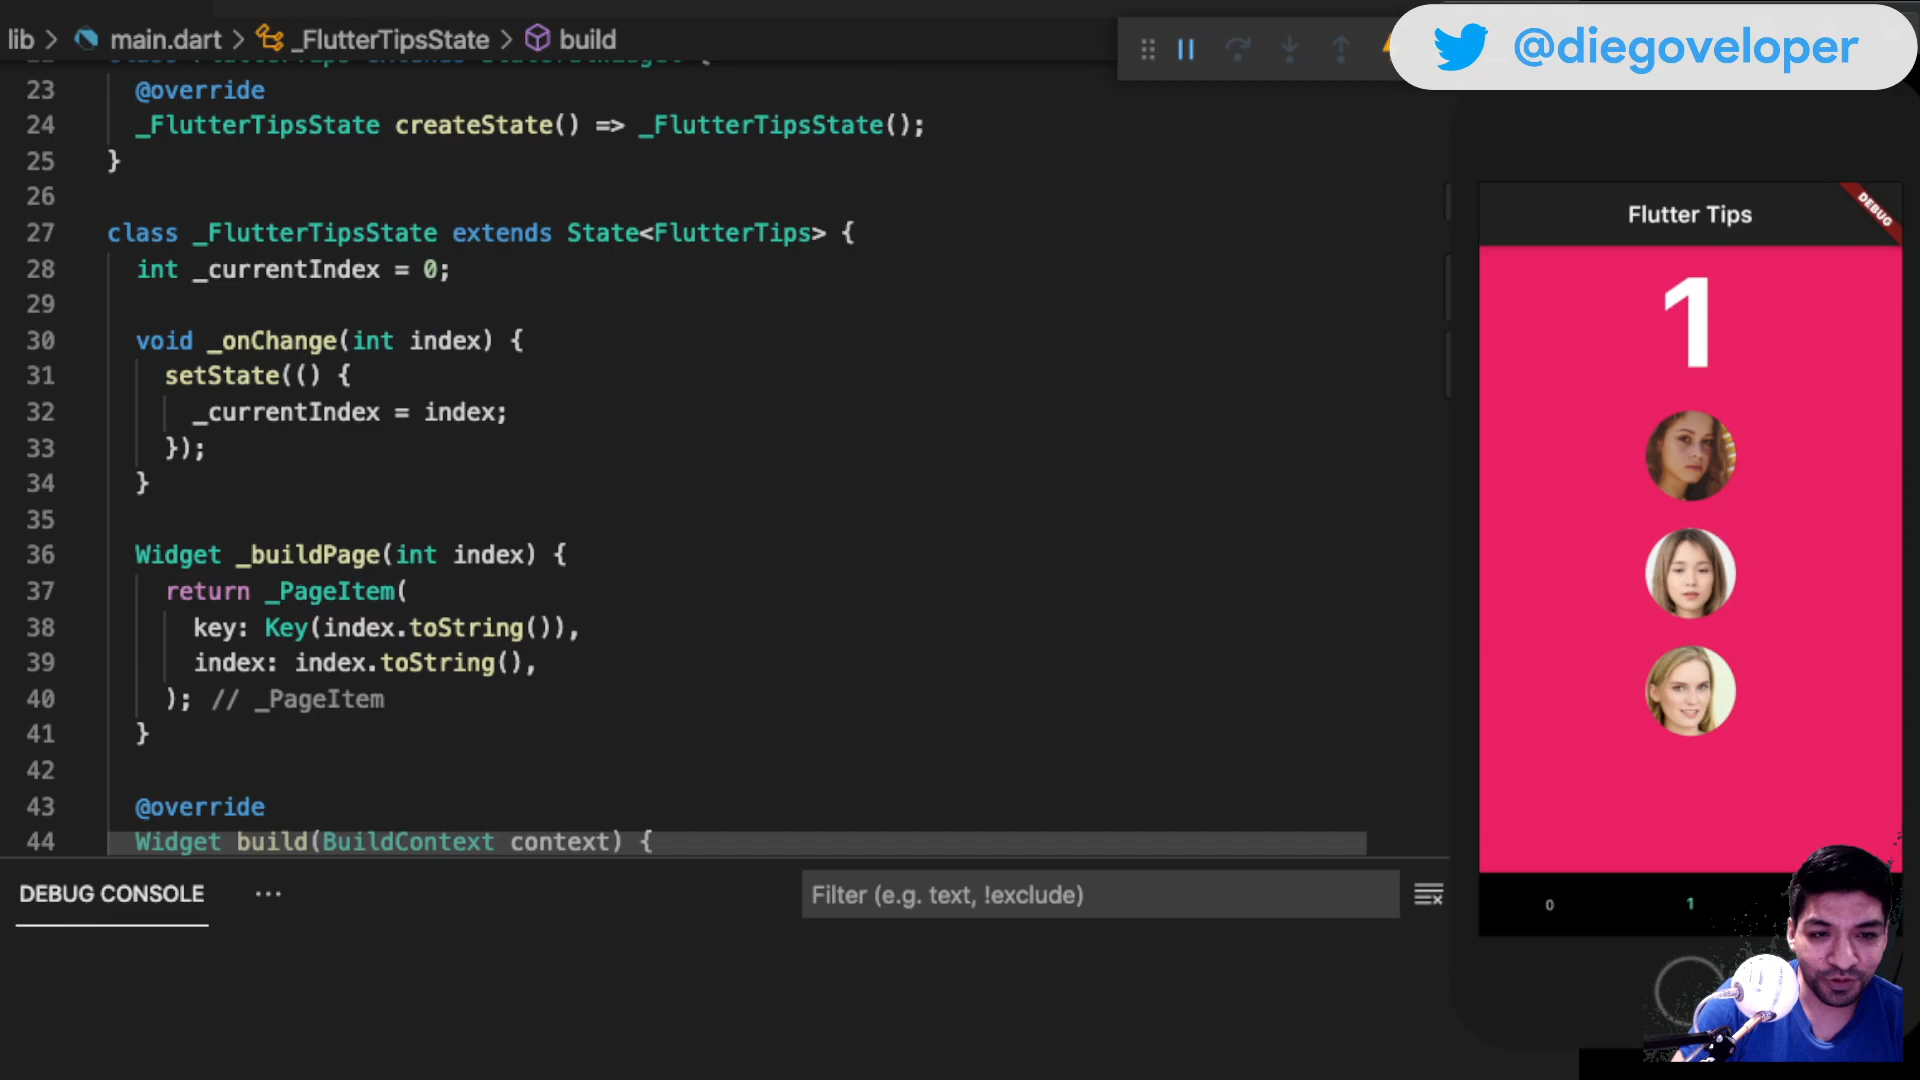 lib > main.dart > _FlutterTipsState > build
@diegoveloper
23 @override
24 _FlutterTipsState createState() => _FlutterTipsState();
25 }
26
27 class _FlutterTipsState extends State<FlutterTips> {
28 int _currentIndex = 0;
29
30 void _onChange(int index) {
31 setState(() {
32 _currentIndex = index;
33 });
34 }
35
36 Widget _buildPage(int index) {
37 return _PageItem(
38 key: Key(index.toString()),
39 index: index.toString(),
40 ); // _PageItem
41 }
42
43 @override
44 Widget build(BuildContext context) {
DEBUG CONSOLE ...
Filter (e.g. text, !exclude)
Flutter Tips
DEBUG
1
0 1